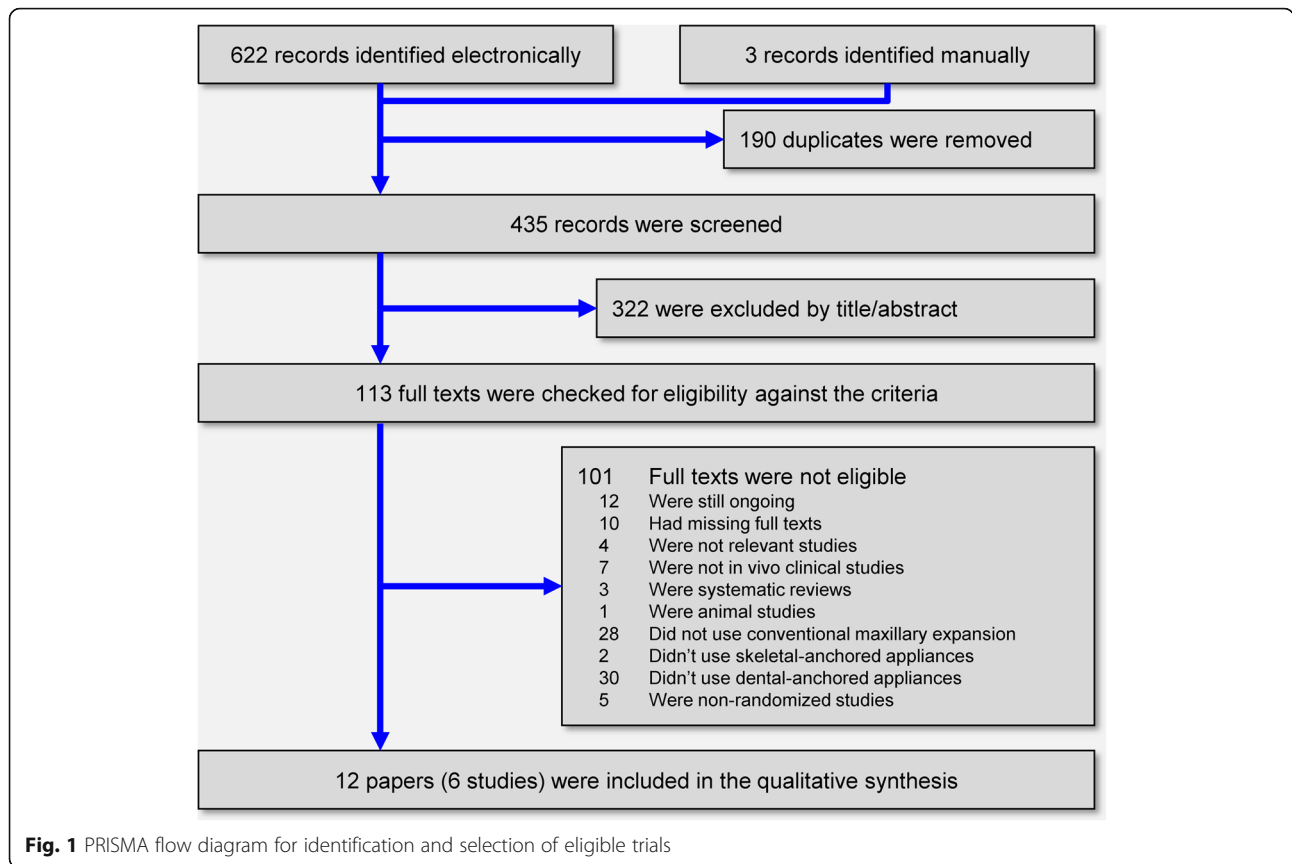 622 records identified electronically
3 records identified manually
190 duplicates were removed
435 records were screened
322 were excluded by title/abstract
113 full texts were checked for eligibility against the criteria
101 Full texts were not eligible
12 Were still ongoing
10 Had missing full texts
4 Were not relevant studies
7 Were not in vivo clinical studies
3 Were systematic reviews
1 Were animal studies
28 Did not use conventional maxillary expansion
2 Didn't use skeletal-anchored appliances
30 Didn't use dental-anchored appliances
5 Were non-randomized studies
12 papers (6 studies) were included in the qualitative synthesis
Fig. 1 PRISMA flow diagram for identification and selection of eligible trials